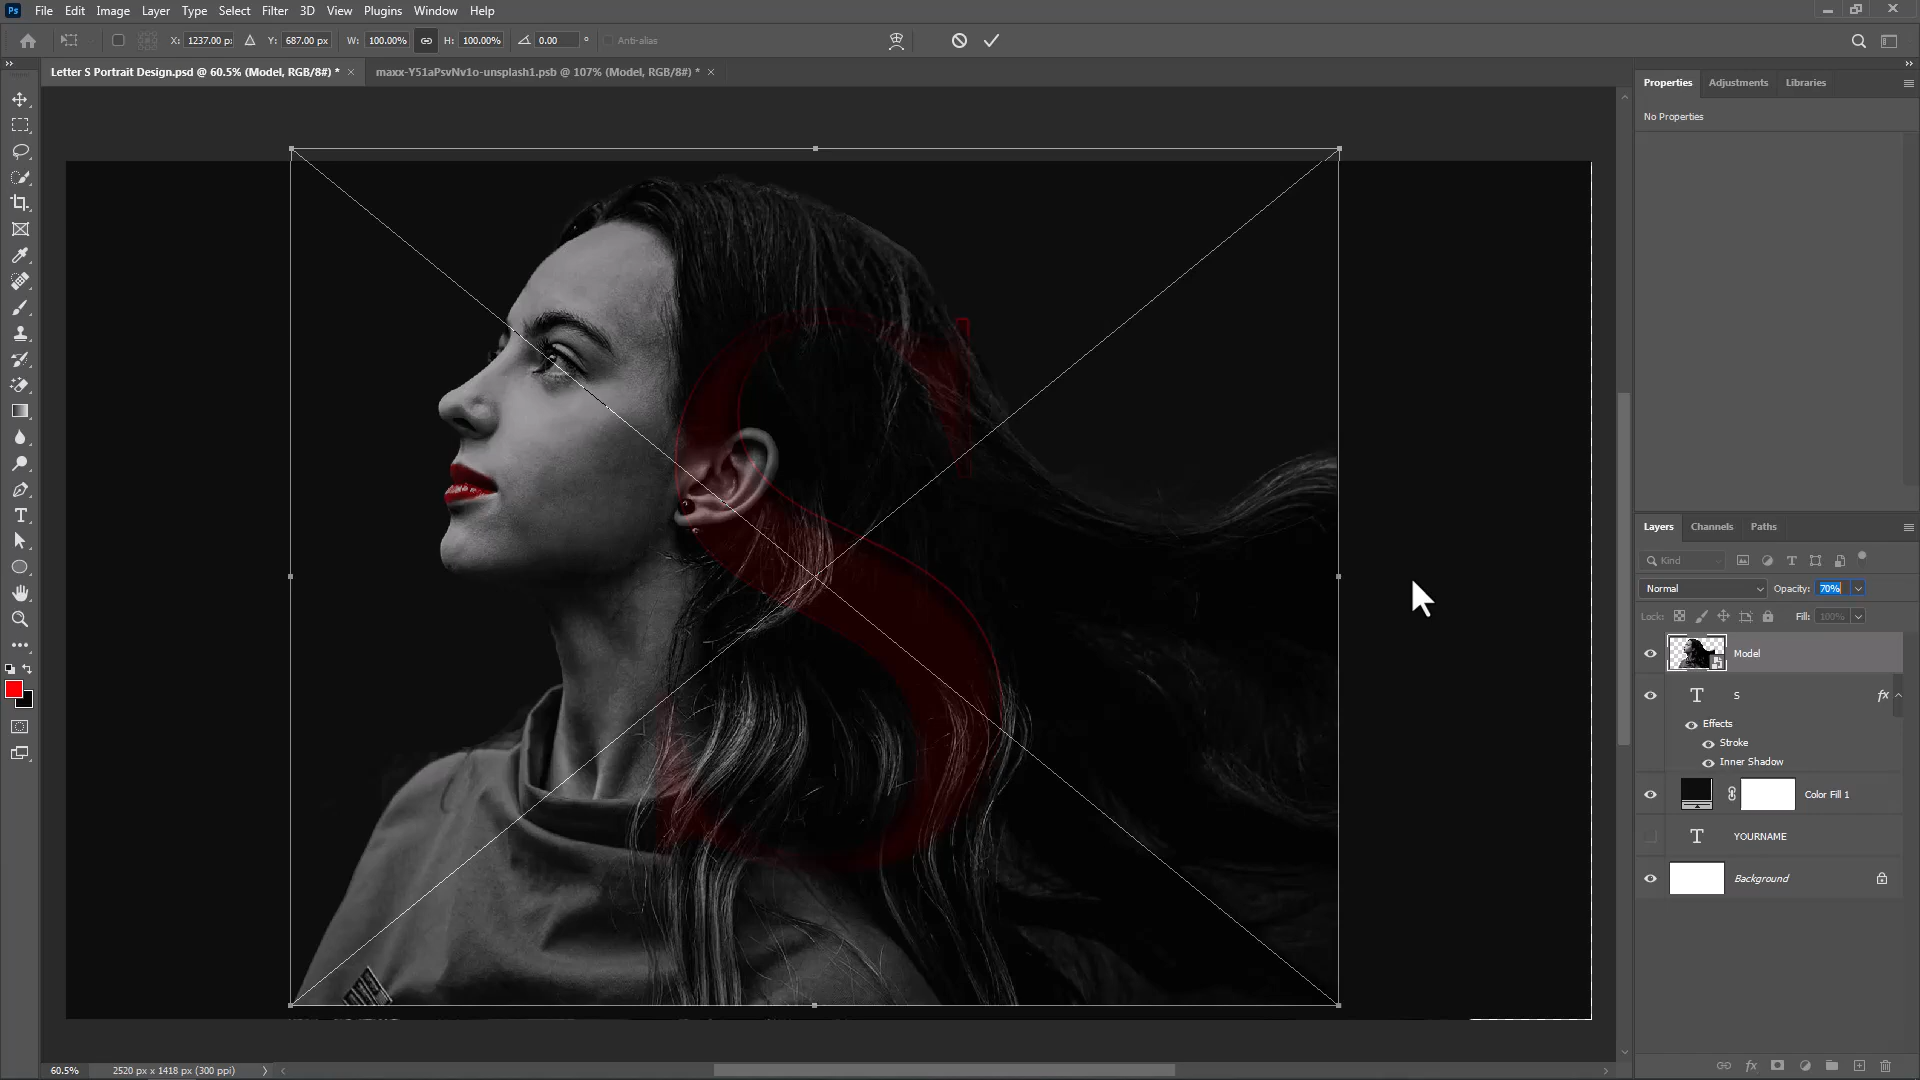 Ps File Edit Image Layer Type Select Filter 3D View Plugins Window Help
X: 1237.00 p: Y: 687.00 px W: 100.00% H: 100.00% 0.00 ° Anti-alias
Letter S Portrait Design.psd @ 60.5% (Model, RGB/8#) * maxx-Y51aPsvNv1o-unsplash1.psb @ 107% (Model, RGB/8#) *
Properties Adjustments Libraries
No Properties
S
Layers Channels Paths
Kind
Normal Opacity: 70%
Lock: Fill: 100%
Model
T S fx
Effects
Stroke
Inner Shadow
Color Fill 1
T YOURNAME
Background
60.5% 2520 px x 1418 px (300 ppi)
fx